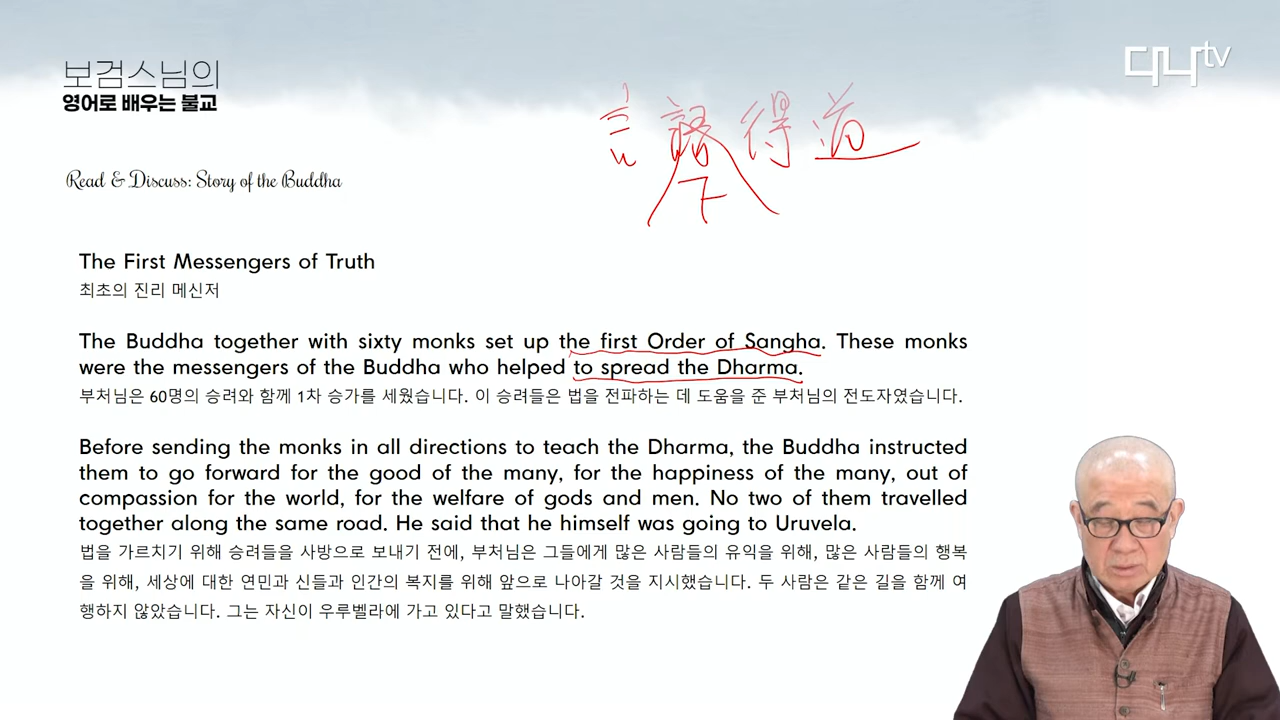 보검스님의
영어로 배우는 불교
Read & Discuss: Story of the Buddha
The First Messengers of Truth
최초의 진리 메신저
The Buddha together with sixty monks set up the first Order of Sangha. These monks
were the messengers of the Buddha who helped to spread the Dharma.
부처님은 60명의 승려와 함께 1차 승가를 세웠습니다. 이 승려들은 법을 전파하는 데 도움을 준 부처님의 전도자였습니다.
Before sending the monks in all directions to teach the Dharma, the Buddha instructed
them to go forward for the good of the many, for the happiness of the many, out of
compassion for the world, for the welfare of gods and men. No two of them travelled
together along the same road. He said that he himself was going to Uruvela.
법을 가르치기 위해 승려들을 사방으로 보내기 전에, 부처님은 그들에게 많은 사람들의 유익을 위해, 많은 사람들의 행복
을 위해, 세상에 대한 연민과 신들과 인간의 복지를 위해 앞으로 나아갈 것을 지시했습니다. 두 사람은 같은 길을 함께 여
행하지 않았습니다. 그는 자신이 우루벨라에 가고 있다고 말했습니다.
得道
tv